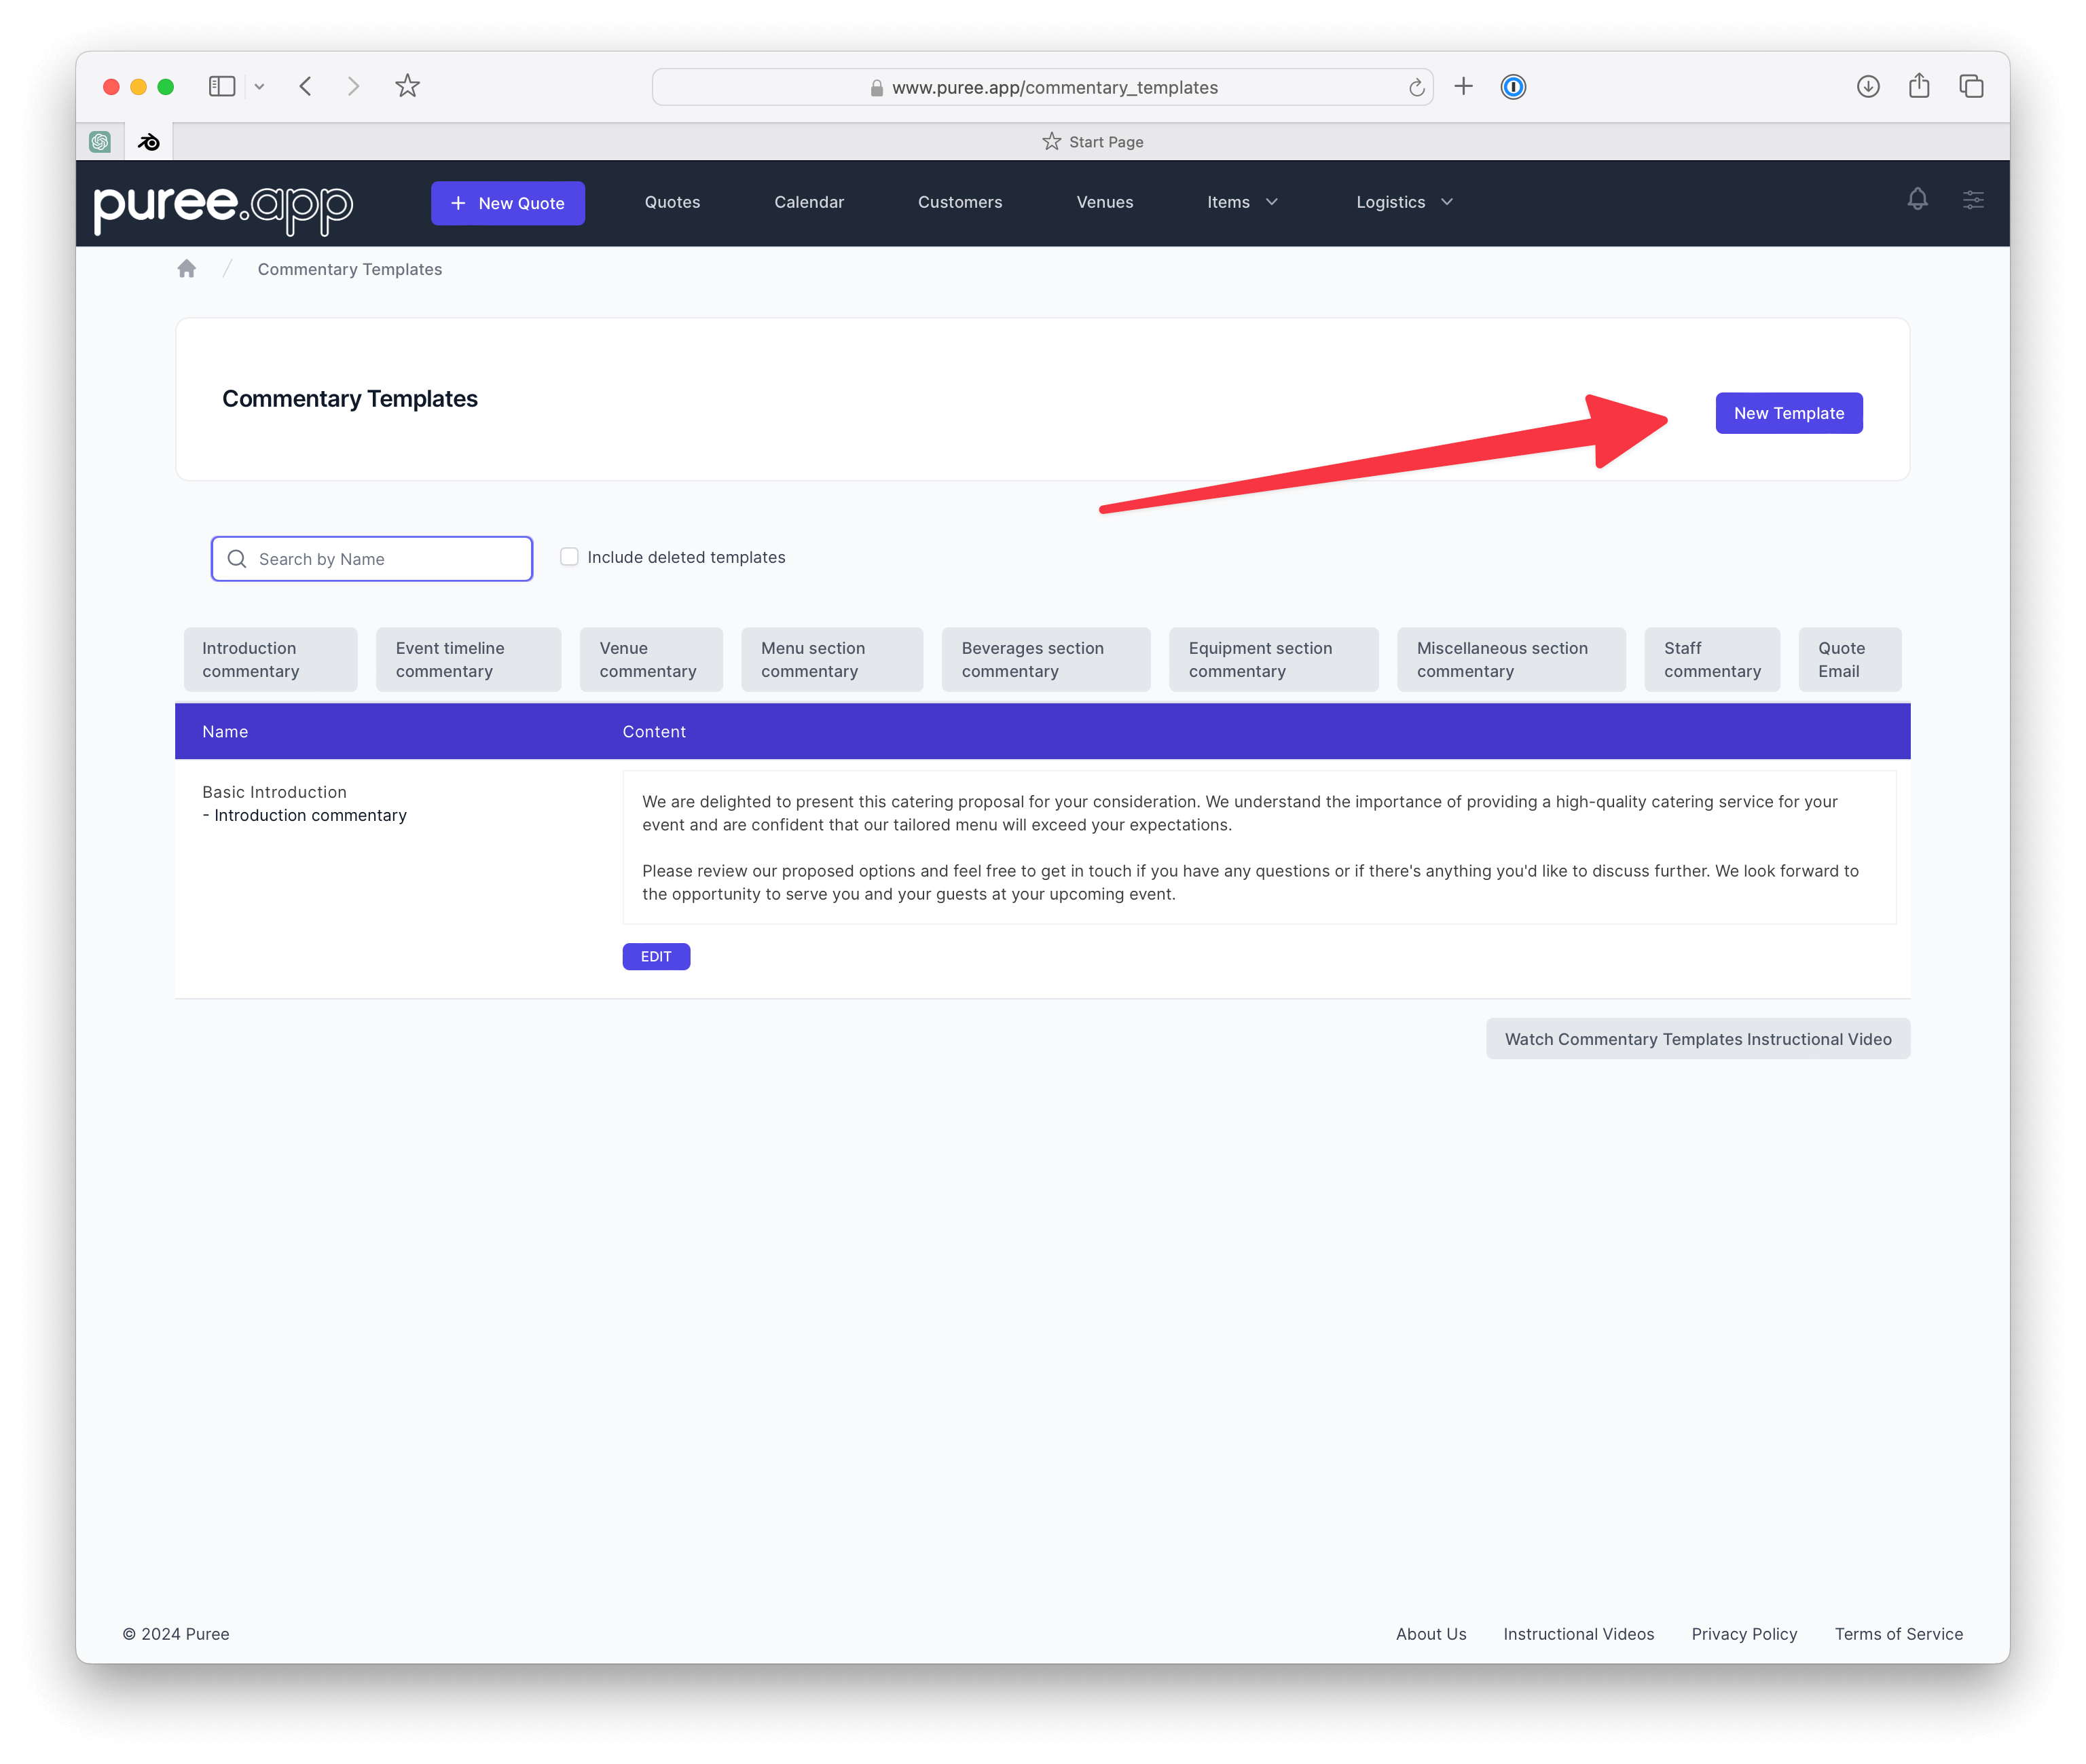 www.puree.app/commentary_templates
Start Page
puree.app
New Quote
Quotes
Calendar
Customers
Venues
Items
Logistics
Commentary Templates
Commentary Templates
New Template
Search by Name
Include deleted templates
Introduction
commentary
Event timeline
commentary
Venue
commentary
Menu section
commentary
Beverages section
commentary
Equipment section
commentary
Miscellaneous section
commentary
Staff
commentary
Quote
Email
Name
Content
Basic Introduction
- Introduction commentary
We are delighted to present this catering proposal for your consideration. We understand the importance of providing a high-quality catering service for your
event and are confident that our tailored menu will exceed your expectations.
Please review our proposed options and feel free to get in touch if you have any questions or if there's anything you'd like to discuss further. We look forward to
the opportunity to serve you and your guests at your upcoming event.
EDIT
Watch Commentary Templates Instructional Video
© 2024 Puree
About Us
Instructional Videos
Privacy Policy
Terms of Service